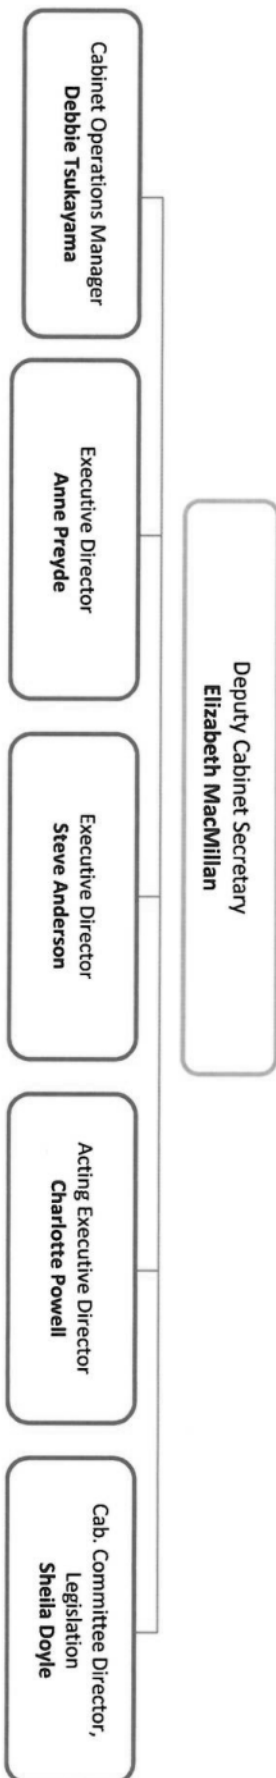 Deputy Cabinet Secretary
Elizabeth MacMillan
Cabinet Operations Manager
Debbie Tsukayama
Executive Director
Anne Preyde
Executive Director
Steve Anderson
Acting Executive Director
Charlotte Powell
Cab. Committee Director,
Legislation
Sheila Doyle